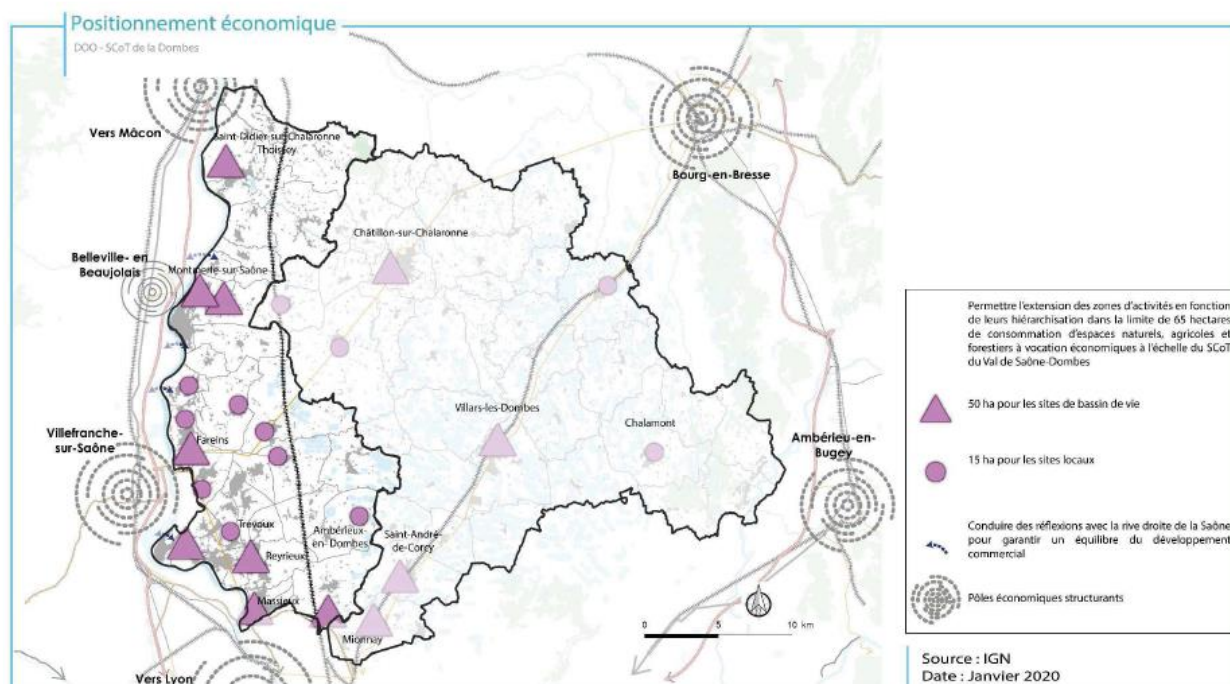 Positionnement économique
DOO - SCoT de la Dombes
Vers Mâcon
Saint-Didier-sur-Chalaronne
Thoissey
Bourg-en-Bresse
Châtillon-sur-Chalaronne
Belleville- en
Beaujolais
Montmerle-sur-Saône
Villars-les-Dombes
Chalamont
Villefranche-
sur-Saône
Fareins
Ambérieu-en-
Bugey
Trévoux
Ambérieux-
en- Dombes
Saint-André-
de-Corcy
Reyrieux
Massieux
Mionnay
Vers Lyon
0 5 10 km
Permettre l'extension des zones d'activités en fonction
de leurs hiérarchisation dans la limite de 65 hectares
de consommation d'espaces naturels, agricoles et
forestiers à vocation économiques à l'échelle du SCoT
du Val de Saône-Dombes
50 ha pour les sites de bassin de vie
15 ha pour les sites locaux
Conduire des réflexions avec la rive droite de la Saône
pour garantir un équilibre du développement
commercial
Pôles économiques structurants
Source : IGN
Date : Janvier 2020